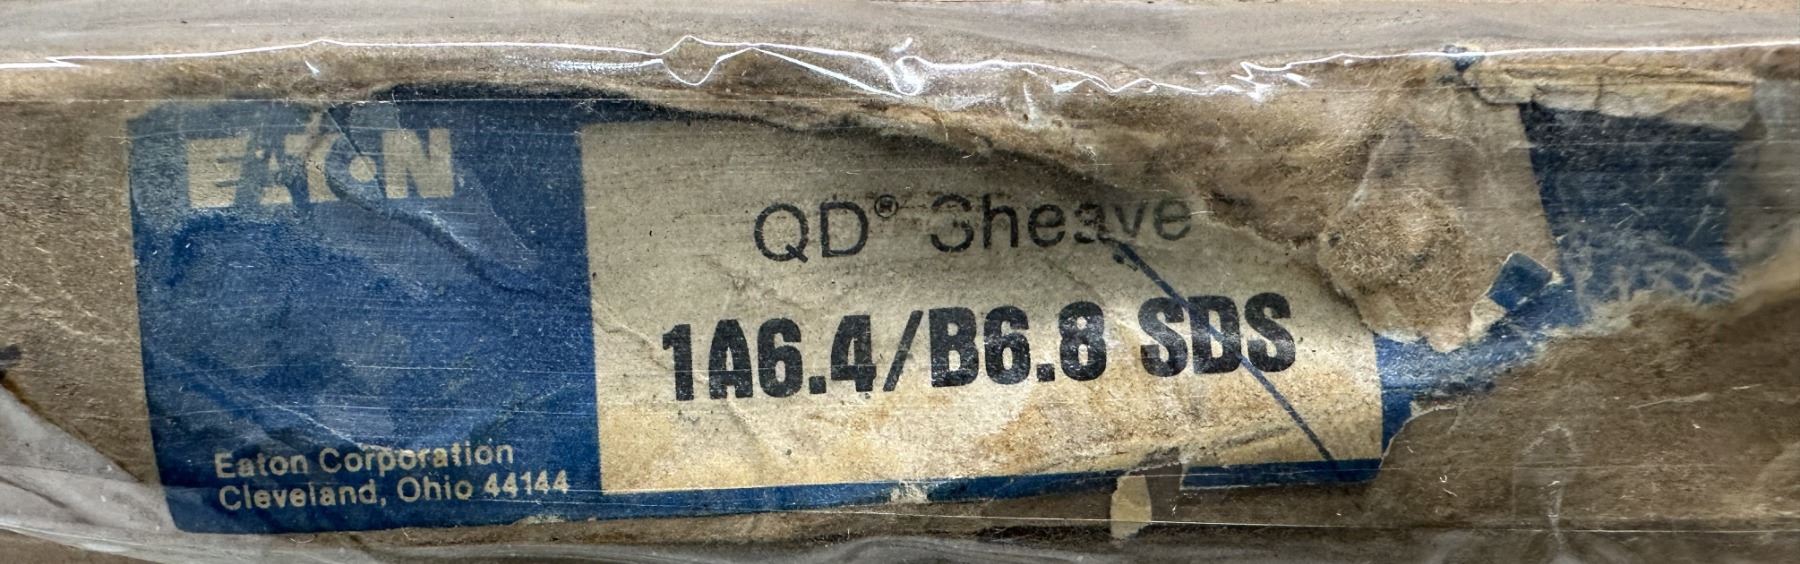 EATON
QD® Sheave
1A6.4/B6.8 SDS
Eaton Corporation
Cleveland, Ohio 44144